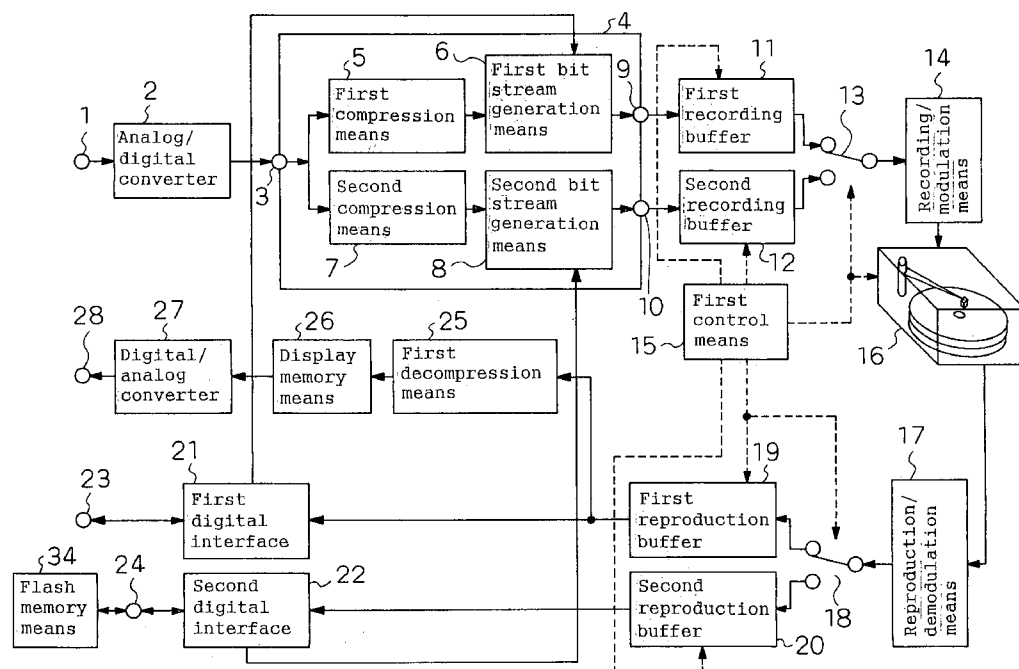 1
2
Analog/
digital
converter
3
4
5
First
compression
means
6
First bit
stream
generation
means
Second
compression
means
7
Second bit
stream
generation
means
8
9
10
11
First
recording
buffer
Second
recording
buffer
12
13
14
Recording/
modulation
means
First
control
means
15
16
28
27
Digital/
analog
converter
26
Display
memory
means
25
First
decompression
means
23
21
First
digital
interface
19
First
reproduction
buffer
17
Reproduction/
demodulation
means
18
34
Flash
memory
means
24
22
Second
digital
interface
Second
reproduction
buffer
20